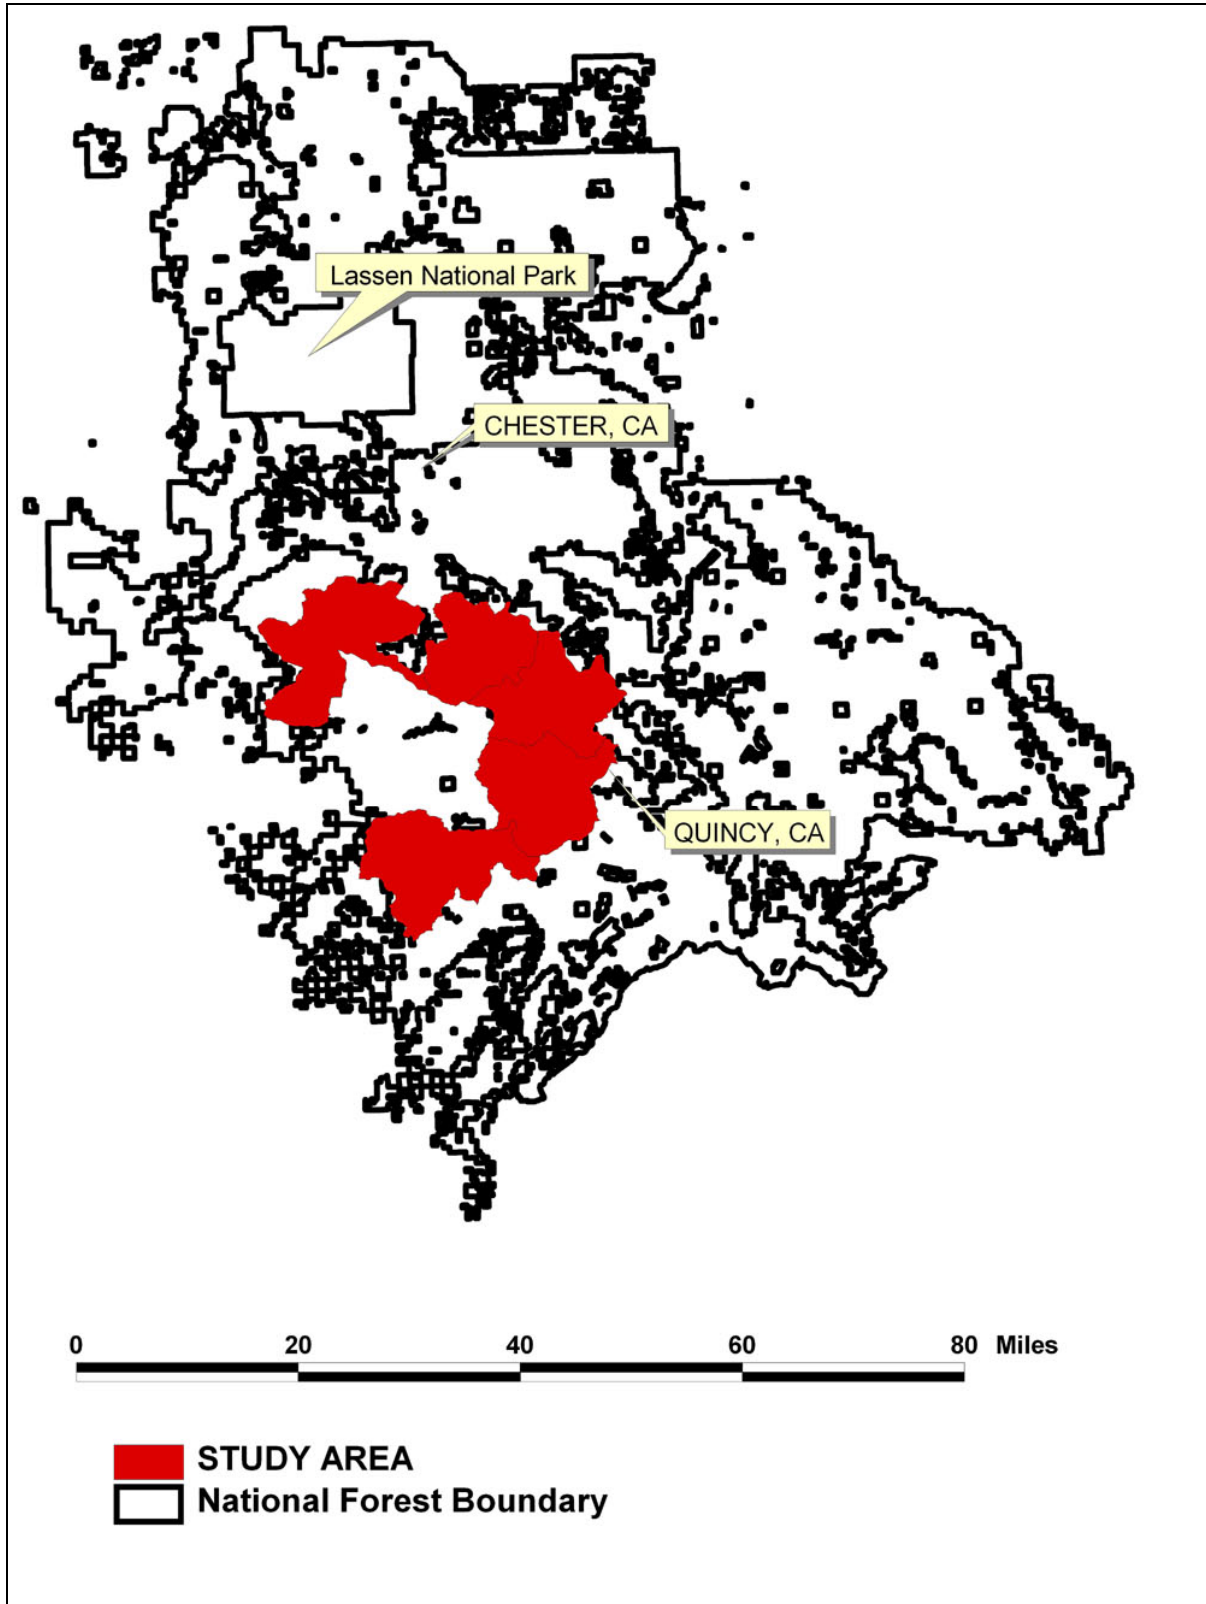 Lassen National Park
CHESTER, CA
QUINCY, CA
0 20 40 60 80 Miles
STUDY AREA
National Forest Boundary